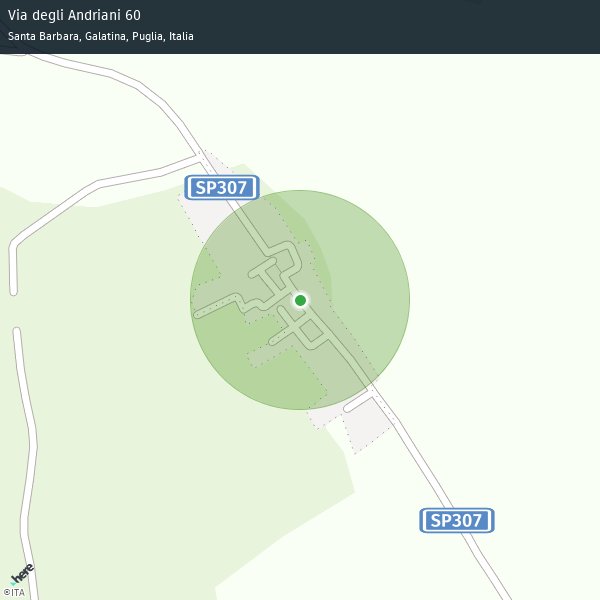 Via degli Andriani 60
Santa Barbara, Galatina, Puglia, Italia
SP307
SP307
here
©ITA